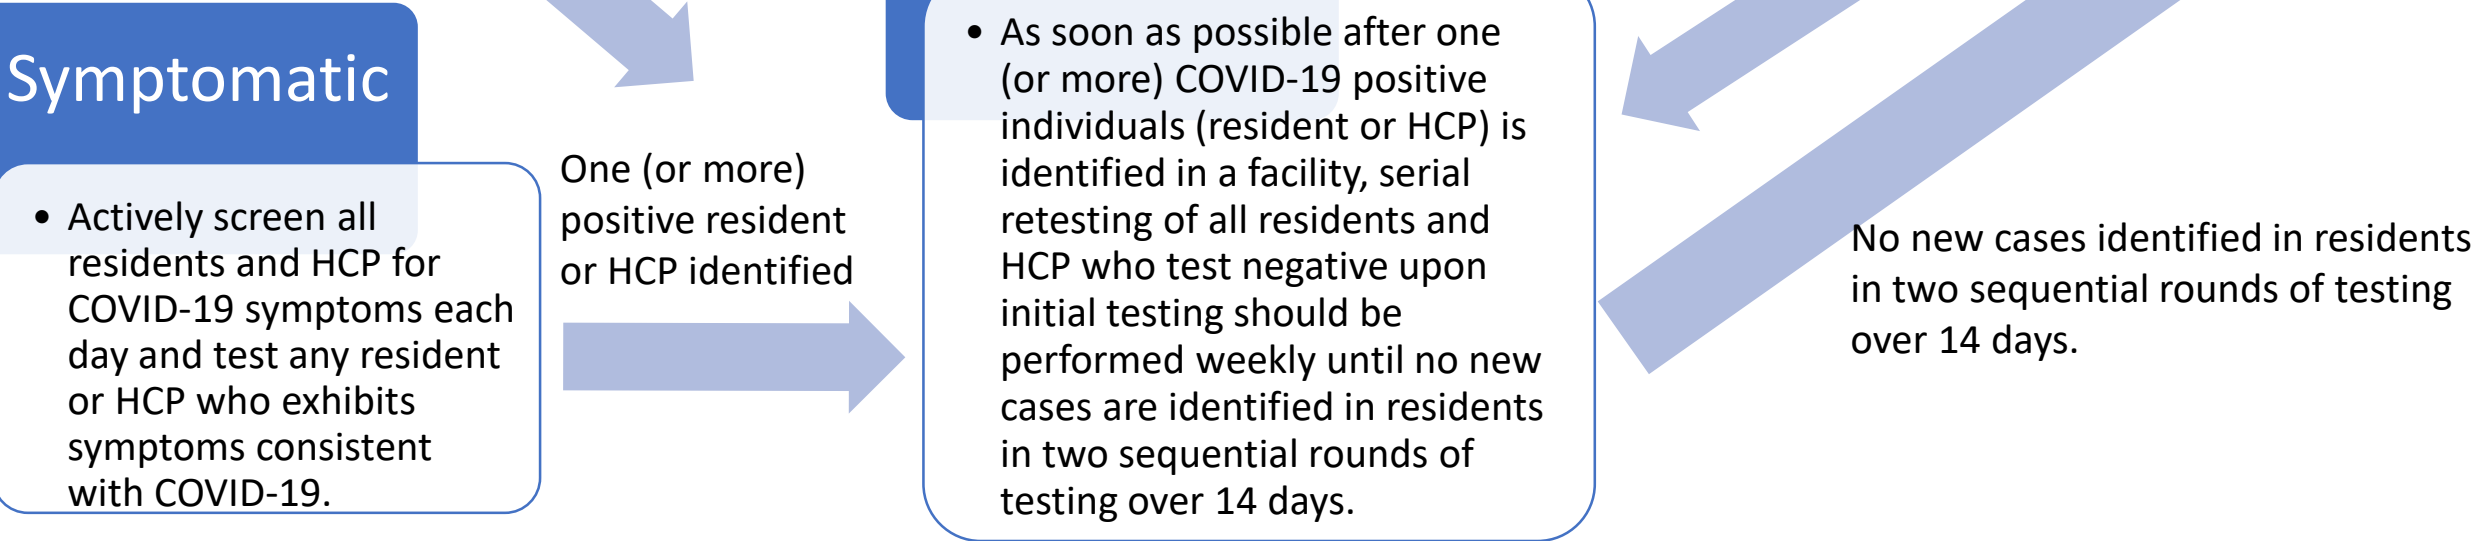 Symptomatic
• Actively screen all
residents and HCP for
COVID-19 symptoms each
day and test any resident
or HCP who exhibits
symptoms consistent
with COVID-19.
One (or more)
positive resident
or HCP identified
• As soon as possible after one
(or more) COVID-19 positive
individuals (resident or HCP) is
identified in a facility, serial
retesting of all residents and
HCP who test negative upon
initial testing should be
performed weekly until no new
cases are identified in residents
in two sequential rounds of
testing over 14 days.
No new cases identified in residents
in two sequential rounds of testing
over 14 days.